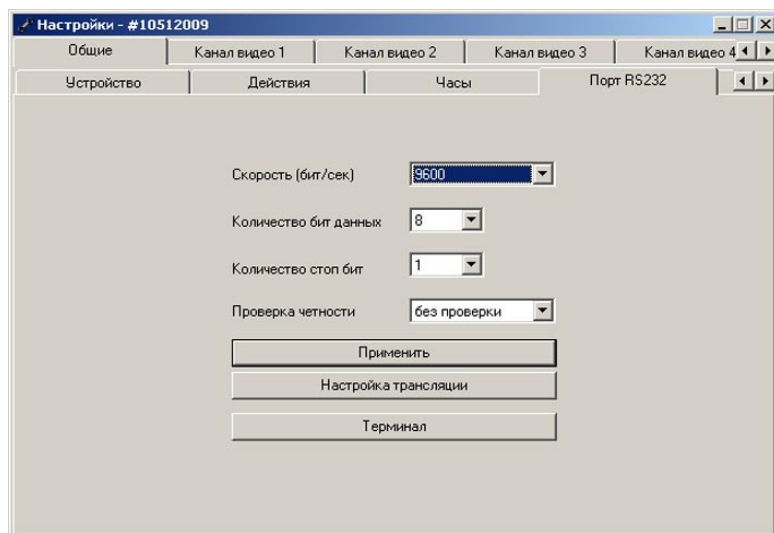 Настройки - #10512009
Общие Канал видео 1 Канал видео 2 Канал видео 3 Канал видео 4
Устройство Действия Часы Порт RS232
Скорость (бит/сек) 9600
Количество бит данных 8
Количество стоп бит 1
Проверка четности без проверки
Применить
Настройка трансляции
Терминал